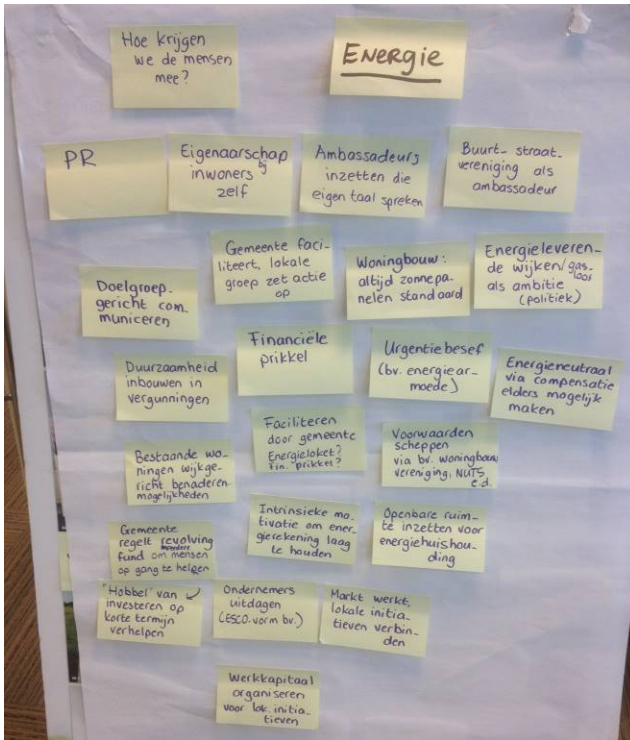 Hoe krijgen
we de mensen
mee?
ENERGIE
PR
Eigenaarschap
bij
inwoners
zelf
Ambassadeurs
inzetten die
eigen taal spreken
Buurt- straat-
vereniging als
ambassadeur
Doelgroep-
gericht com-
municeren
Gemeente faci-
liteert, lokale
groep zet actie
op
Woningbouw:
altijd zonnepa-
nelen standaard
Energieleveren-
de wijken/gas-
loos
als ambitie
(politiek)
Duurzaamheid
inbouwen in
vergunningen
Financiële
prikkel
Urgentiebesef
(bv. energiear-
moede)
Energieneutraal
via compensatie
elders mogelijk
maken
Bestaande wo-
ningen wijkge-
richt benaderen
mogelijkheden
Faciliteren
door gemeente
Energieloket?
fin. "prikkel"?
Voorwaarden
scheppen
via bv. woningbouw
vereniging, NUTS
e.d.
Gemeente
regelt revolving
fund om mensen
op gang te helpen
Intrinsieke mo-
tivatie om ener-
gierekening laag
te houden
Openbare ruim-
te inzetten voor
energiehuishou-
ding
"Hobbel" van
investeren op
korte termijn
verhelpen
Ondernemers
uitdagen
(ESCO-vorm bv.)
Markt werkt,
lokale initia-
tieven verbin-
den
Werkkapitaal
organiseren
voor lok. initia-
tieven